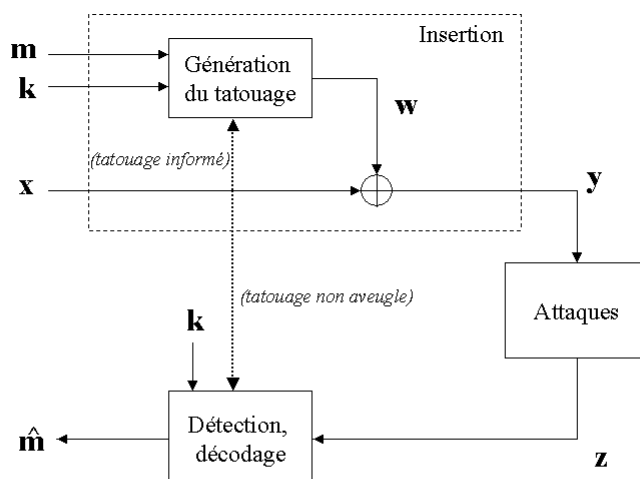 Insertion
m
k
Génération
du tatouage
w
(tatouage informé)
x
y
(tatouage non aveugle)
k
Attaques
m̂
Détection,
décodage
z